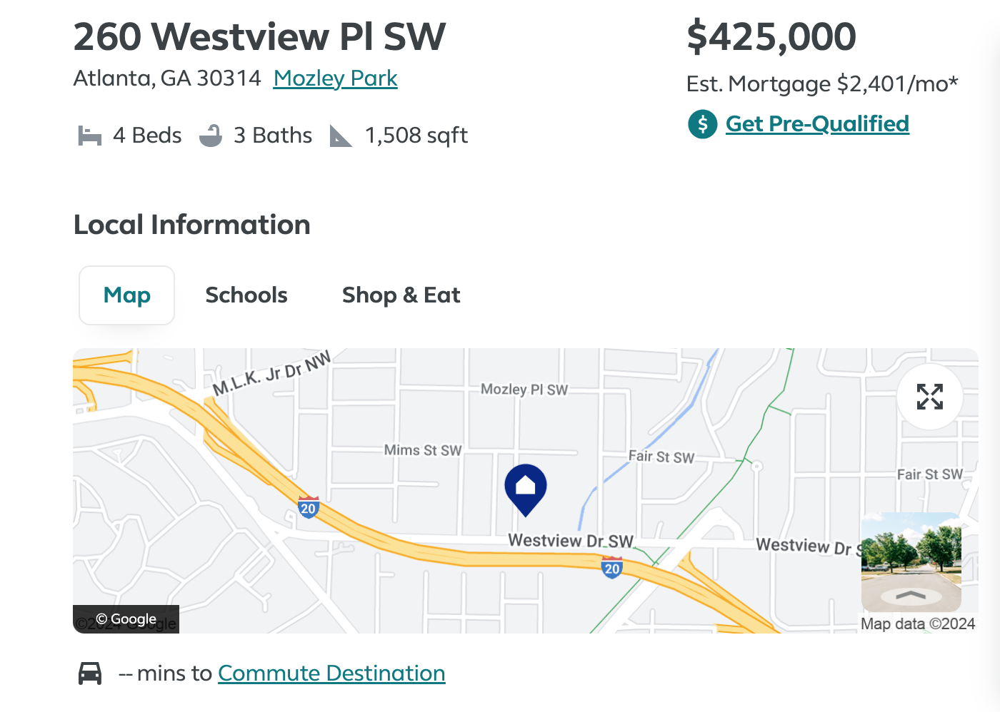 260 Westview Pl SW
$425,000
Atlanta, GA 30314 Mozley Park
Est. Mortgage $2,401/mo*
Get Pre-Qualified
4 Beds 3 Baths 1,508 sqft
Local Information
Map Schools Shop & Eat
M.L.K. Jr Dr NW
Mozley Pl SW
Mims St SW
Fair St SW
Fair St SW
20
Westview Dr SW
Westview Dr S
20
© Google
©2024 Google
Map data ©2024
-- mins to Commute Destination